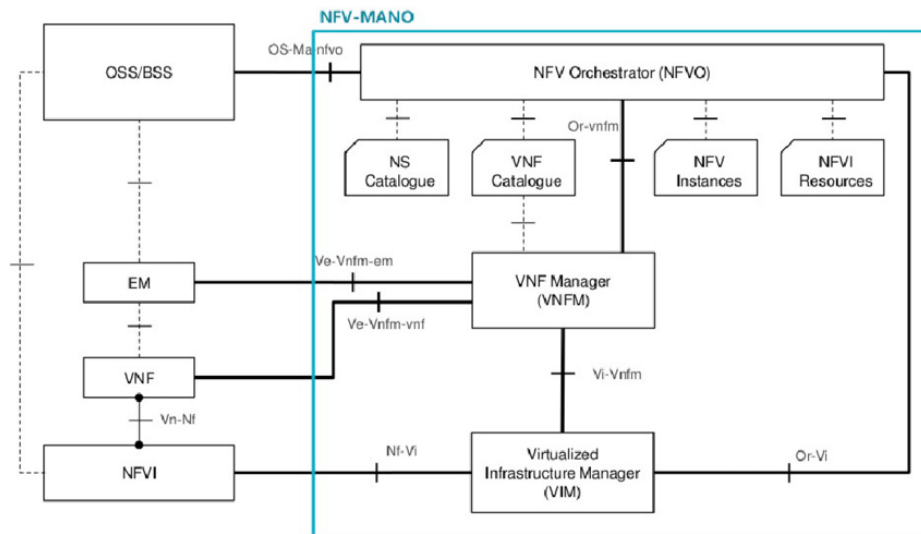 NFV-MANO
OS-Ma-nfvo
OSS/BSS
NFV Orchestrator (NFVO)
Or-vnfm
NS
Catalogue
VNF
Catalogue
NFV
Instances
NFVI
Resources
Ve-Vnfm-em
EM
VNF Manager
(VNFM)
Ve-Vnfm-vnf
VNF
Vi-Vnfm
Vn-Nf
Nf-Vi
Or-Vi
NFVI
Virtualized
Infrastructure Manager
(VIM)